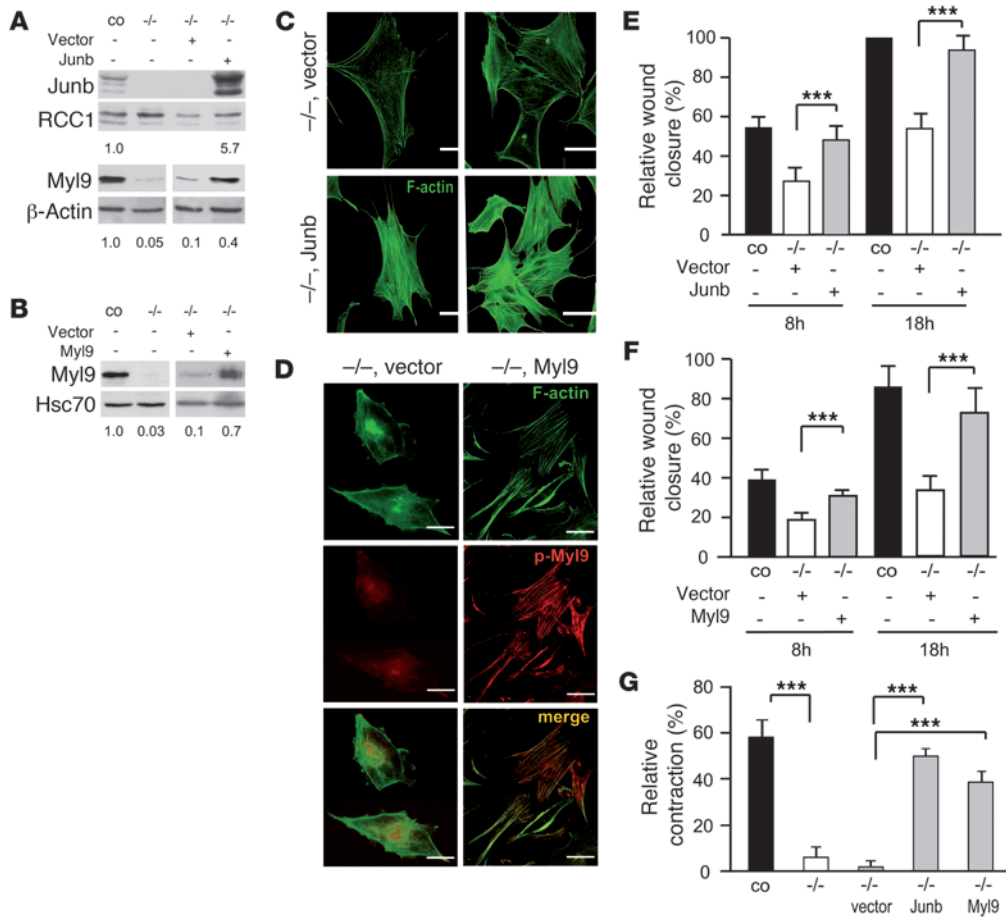 A
co -/- -/- -/-
Vector - - + -
Junb - - - +
Junb
RCC1
1.0 5.7
Myl9
β-Actin
1.0 0.05 0.1 0.4
B
co -/- -/- -/-
Vector - - + -
Myl9 - - - +
Myl9
Hsc70
1.0 0.03 0.1 0.7
C
–/–, vector
–/–, Junb
F-actin
D
–/–, vector –/–, Myl9
F-actin
p-Myl9
merge
E
Relative wound
closure (%)
100
80
60
40
20
0
*** ***
co -/- -/- co -/- -/-
Vector - + - - + -
Junb - - + - - +
8h 18h
F
Relative wound
closure (%)
100
80
60
40
20
0
*** ***
co -/- -/- co -/- -/-
Vector - + - - + -
Myl9 - - + - - +
8h 18h
G
Relative
contraction (%)
80
60
40
20
0
*** *** ***
co -/- -/- -/- -/-
vector Junb Myl9